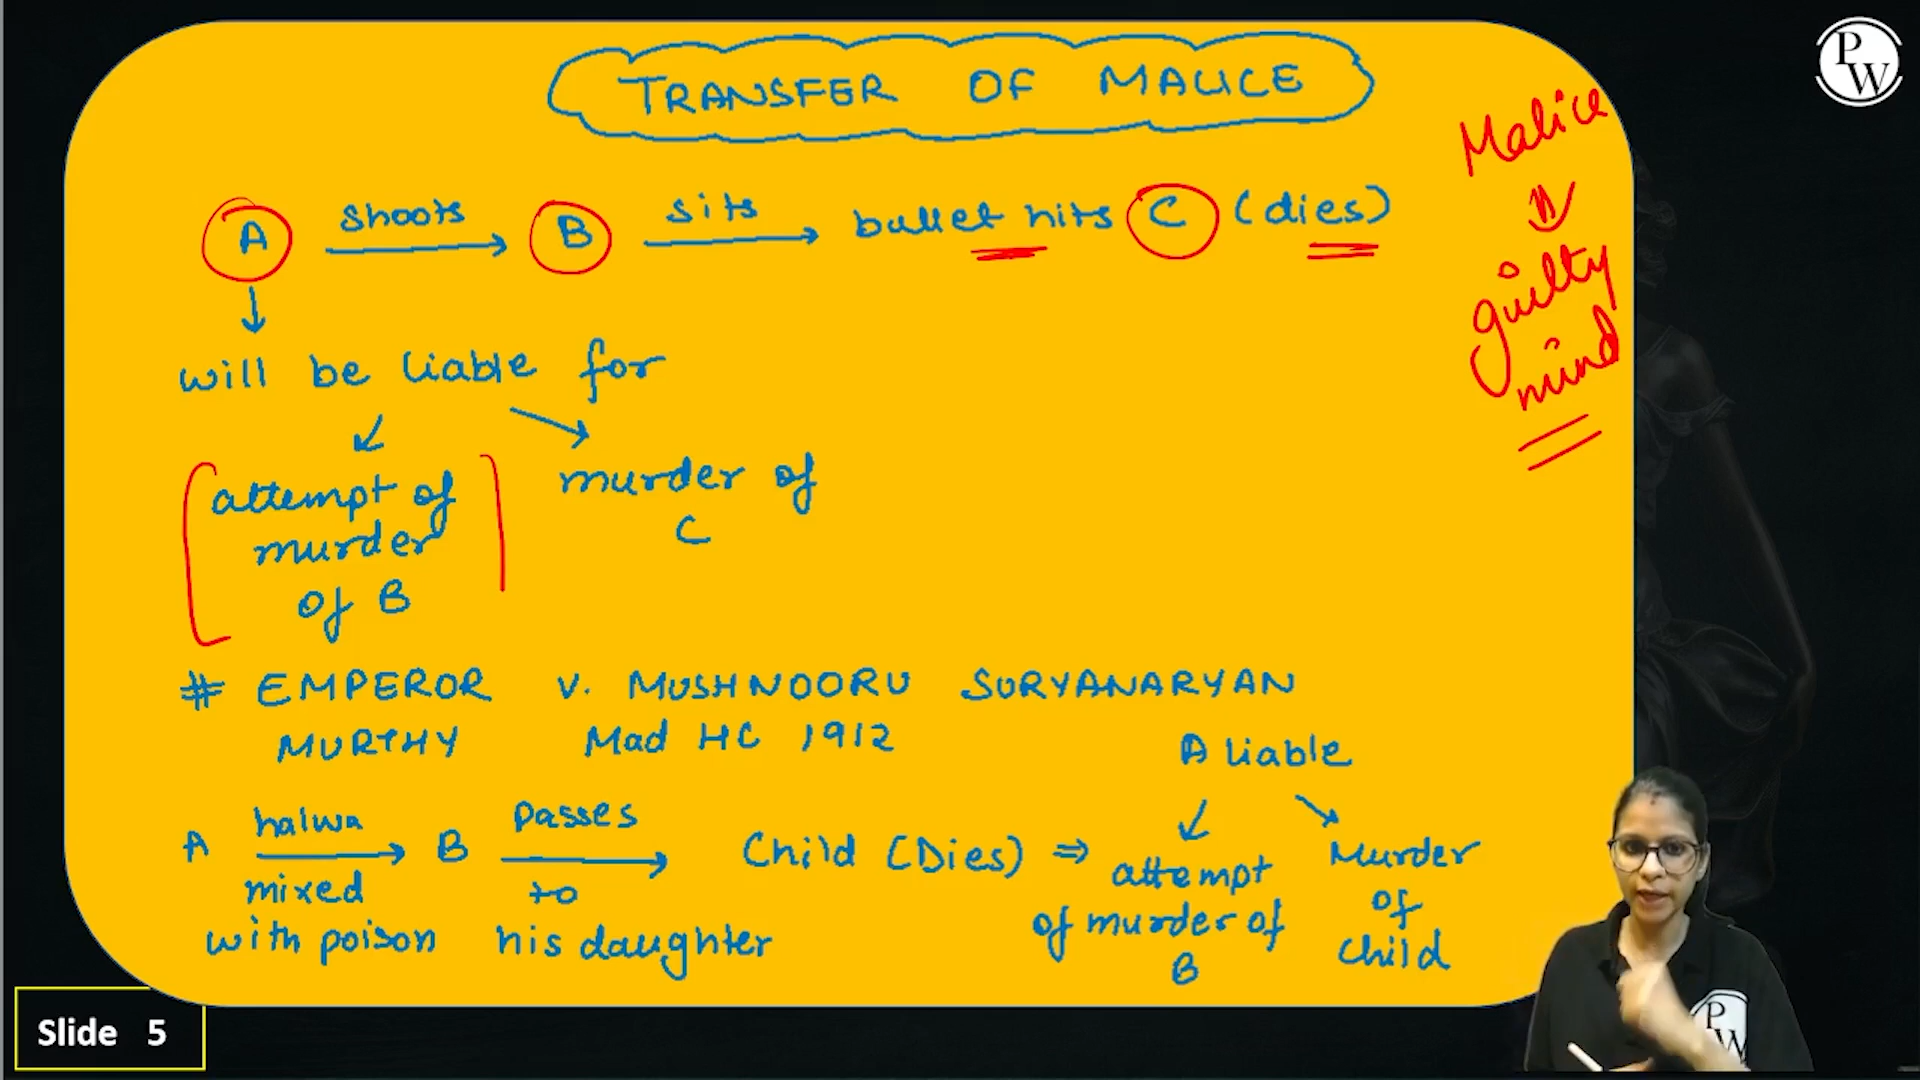 TRANSFER OF MALICE
PW
Malice
guilty
mind
A shoots B sits bullet hits C (dies)
will be liable for
attempt of
murder
of B
murder of
C
# EMPEROR V. MUSHNOORU SURYANARYAN
MURTHY Mad HC 1912
A liable
A halwa B Passes Child (Dies) ⇒
mixed to
with poison his daughter
attempt
of murder of
B
Murder
of
child
PW
Slide 5